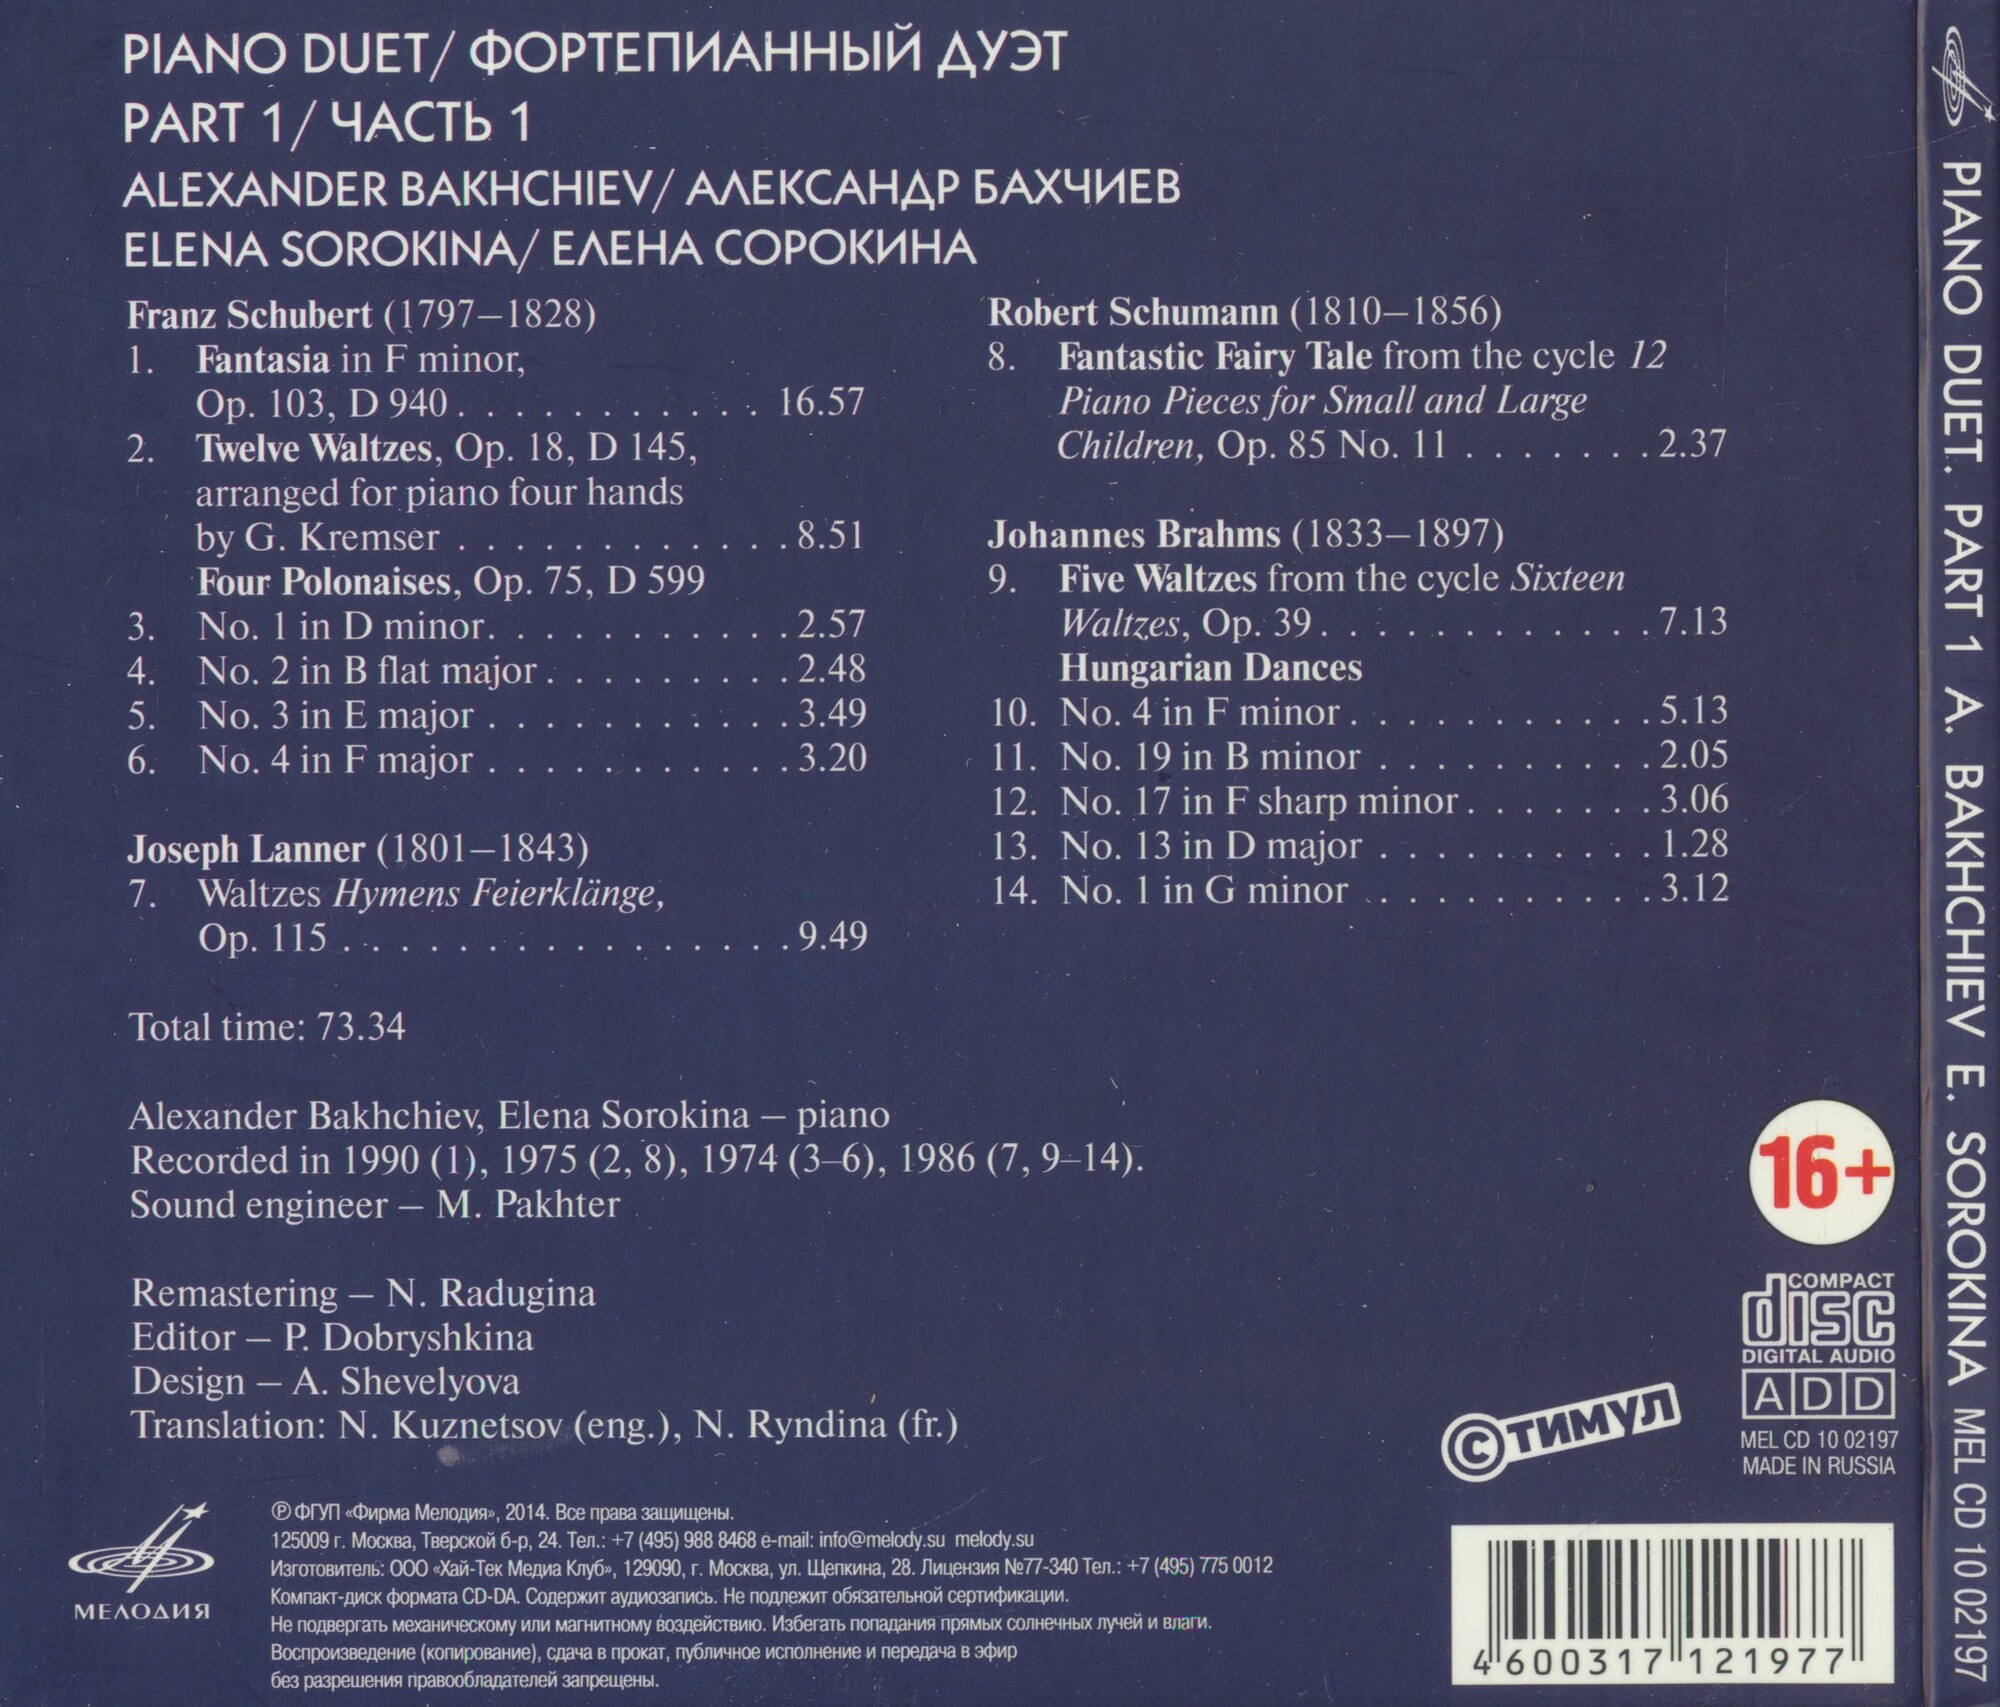 PIANO DUET/ ФОРТЕПИАННЫЙ ДУЭТ
PART 1/ ЧАСТЬ 1
ALEXANDER BAKHCHIEV/ АЛЕКСАНДР БАХЧИЕВ
ELENA SOROKINA/ ЕЛЕНА СОРОКИНА
Franz Schubert (1797–1828)
1. Fantasia in F minor,
Op. 103, D 940 . . . . . . . . . . . 16.57
2. Twelve Waltzes, Op. 18, D 145,
arranged for piano four hands
by G. Kremser . . . . . . . . . . . . 8.51
Four Polonaises, Op. 75, D 599
3. No. 1 in D minor. . . . . . . . . . . 2.57
4. No. 2 in B flat major . . . . . . . . . 2.48
5. No. 3 in E major . . . . . . . . . . . 3.49
6. No. 4 in F major . . . . . . . . . . . 3.20
Joseph Lanner (1801–1843)
7. Waltzes Hymens Feierklänge,
Op. 115 . . . . . . . . . . . . . . . . 9.49
Robert Schumann (1810–1856)
8. Fantastic Fairy Tale from the cycle 12
Piano Pieces for Small and Large
Children, Op. 85 No. 11 . . . . . . . 2.37
Johannes Brahms (1833–1897)
9. Five Waltzes from the cycle Sixteen
Waltzes, Op. 39. . . . . . . . . . . . 7.13
Hungarian Dances
10. No. 4 in F minor. . . . . . . . . . . 5.13
11. No. 19 in B minor . . . . . . . . . . 2.05
12. No. 17 in F sharp minor. . . . . . . 3.06
13. No. 13 in D major . . . . . . . . . . 1.28
14. No. 1 in G minor . . . . . . . . . . . 3.12
Total time: 73.34
Alexander Bakhchiev, Elena Sorokina – piano
Recorded in 1990 (1), 1975 (2, 8), 1974 (3–6), 1986 (7, 9–14).
Sound engineer – M. Pakhter
Remastering – N. Radugina
Editor – P. Dobryshkina
Design – A. Shevelyova
Translation: N. Kuznetsov (eng.), N. Ryndina (fr.)
МЕЛОДИЯ
℗ ФГУП «Фирма Мелодия», 2014. Все права защищены.
125009 г. Москва, Тверской б-р, 24. Тел.: +7 (495) 988 8468 e-mail: info@melody.su melody.su
Изготовитель: ООО «Хай-Тек Медиа Клуб», 129090, г. Москва, ул. Щепкина, 28. Лицензия №77-340 Тел.: +7 (495) 775 0012
Компакт-диск формата CD-DA. Содержит аудиозапись. Не подлежит обязательной сертификации.
Не подвергать механическому или магнитному воздействию. Избегать попадания прямых солнечных лучей и влаги.
Воспроизведение (копирование), сдача в прокат, публичное исполнение и передача в эфир
без разрешения правообладателей запрещены.
16+
COMPACT
disc
DIGITAL AUDIO
ADD
MEL CD 10 02197
MADE IN RUSSIA
© ТИМУЛ
4 600317 121977
PIANO DUET. PART 1 A. BAKHCHIEV E. SOROKINA MEL CD 10 02197